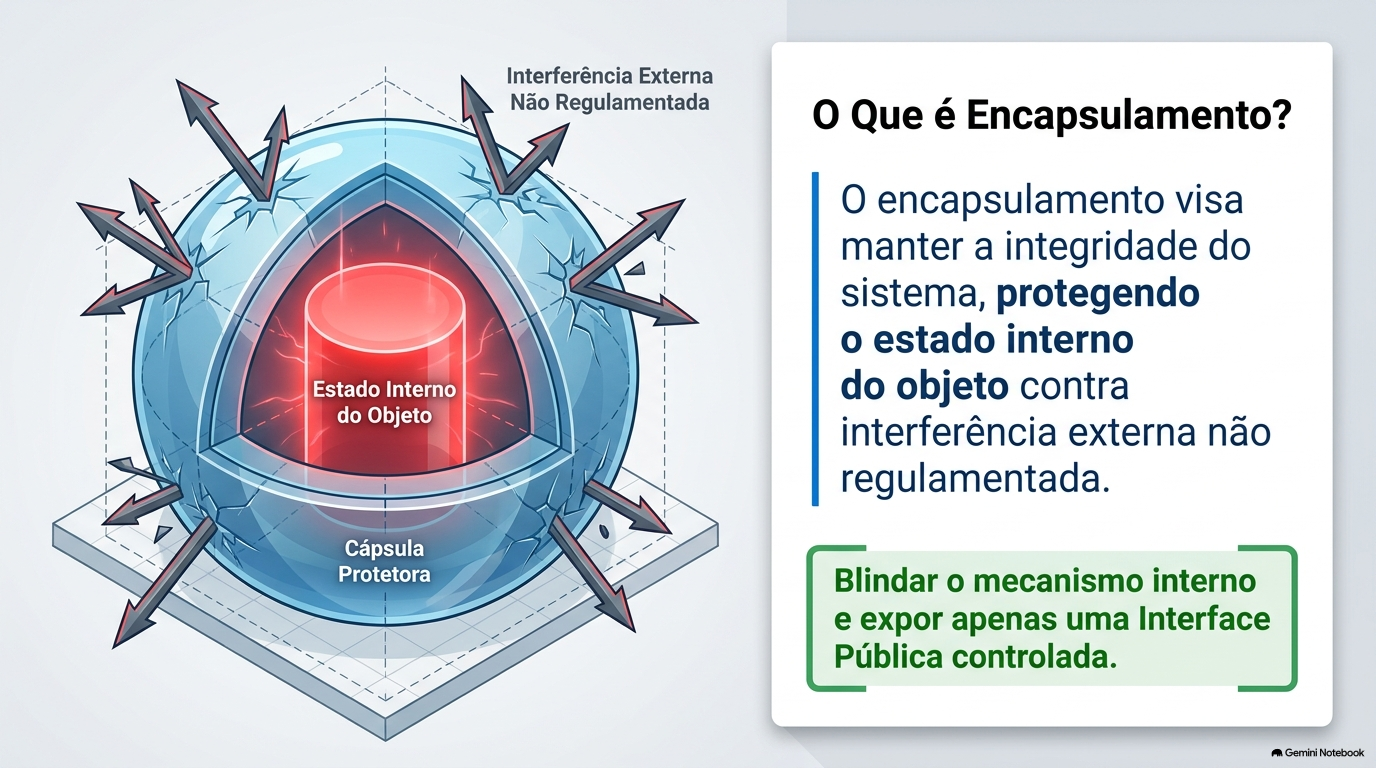 Interferência Externa
Não Regulamentada
Estado Interno
do Objeto
Cápsula
Protetora
O Que é Encapsulamento?
O encapsulamento visa
manter a integridade do
sistema, protegendo
o estado interno
do objeto contra
interferência externa não
regulamentada.
Blindar o mecanismo interno
e expor apenas uma Interface
Pública controlada.
Gemini Notebook